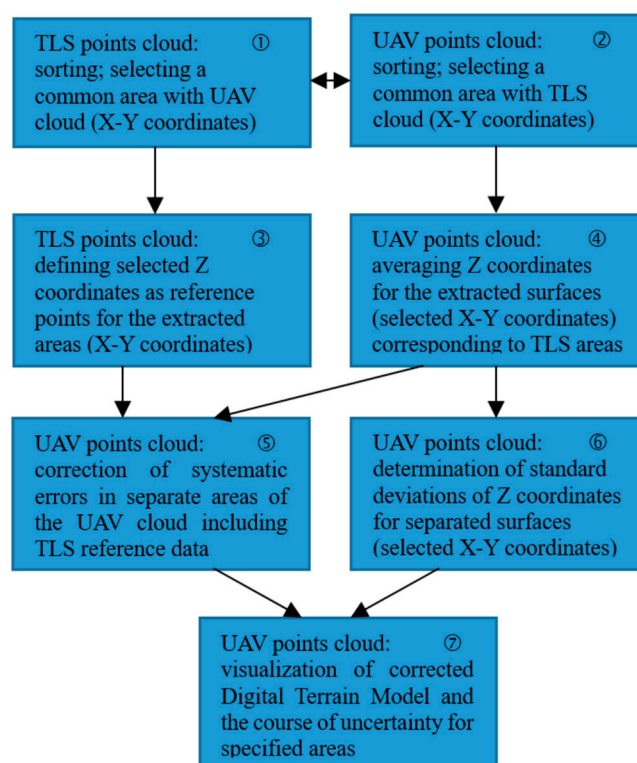 TLS points cloud: ①
sorting; selecting a
common area with UAV
cloud (X-Y coordinates)
UAV points cloud: ②
sorting; selecting a
common area with TLS
cloud (X-Y coordinates)
TLS points cloud: ③
defining selected Z
coordinates as reference
points for the extracted
areas (X-Y coordinates)
UAV points cloud: ④
averaging Z coordinates
for the extracted surfaces
(selected X-Y coordinates)
corresponding to TLS areas
UAV points cloud: ⑤
correction of systematic
errors in separate areas of
the UAV cloud including
TLS reference data
UAV points cloud: ⑥
determination of standard
deviations of Z coordinates
for separated surfaces
(selected X-Y coordinates)
UAV points cloud: ⑦
visualization of corrected
Digital Terrain Model and
the course of uncertainty for
specified areas